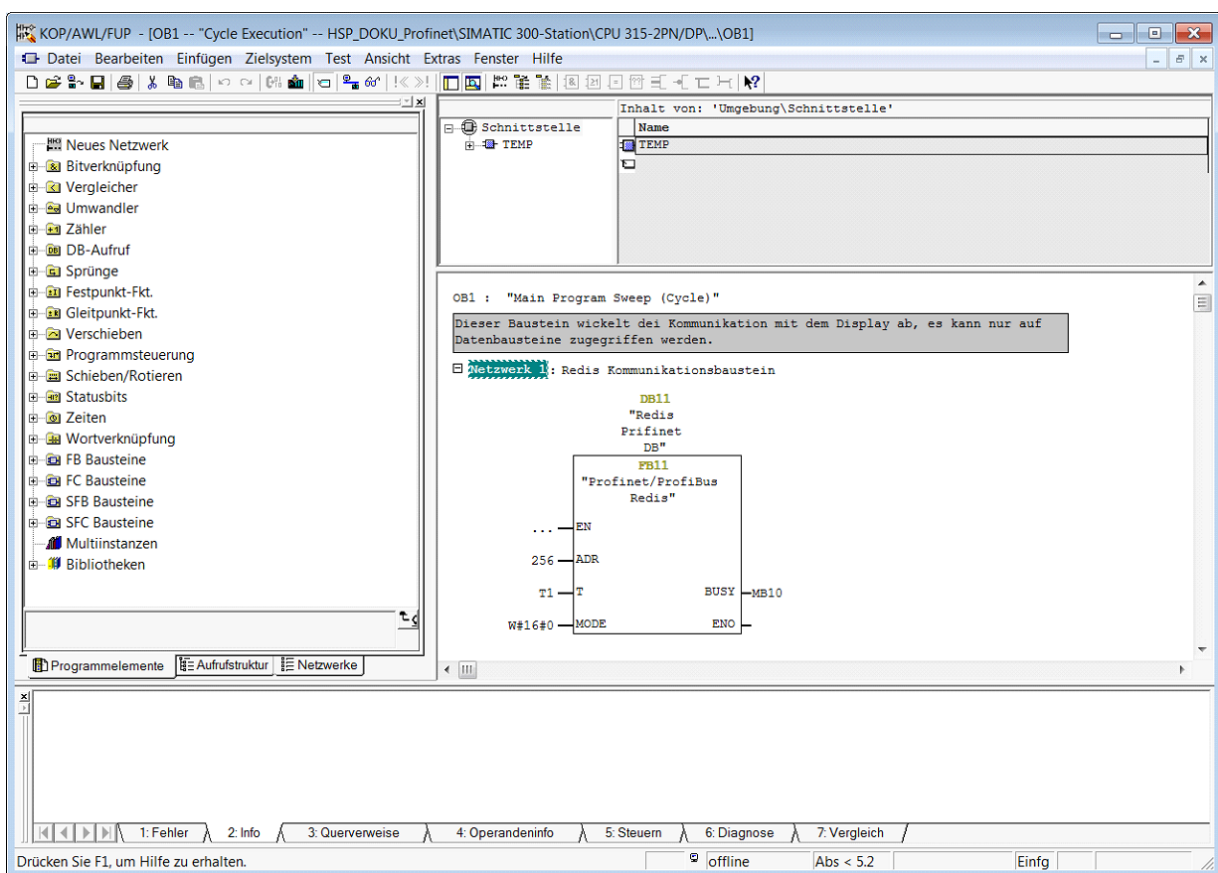 KOP/AWL/FUP - [OB1 -- "Cycle Execution" -- HSP_DOKU_Profinet\SIMATIC 300-Station\CPU 315-2PN/DP\...\OB1]
Datei Bearbeiten Einfügen Zielsystem Test Ansicht Extras Fenster Hilfe
Neues Netzwerk
Bitverknüpfung
Vergleicher
Umwandler
Zähler
DB-Aufruf
Sprünge
Festpunkt-Fkt.
Gleitpunkt-Fkt.
Verschieben
Programmsteuerung
Schieben/Rotieren
Statusbits
Zeiten
Wortverknüpfung
FB Bausteine
FC Bausteine
SFB Bausteine
SFC Bausteine
Multiinstanzen
Bibliotheken
Programmelemente Aufrufstruktur Netzwerke
Inhalt von: 'Umgebung\Schnittstelle'
Schnittstelle
TEMP
Name
TEMP
OB1 : "Main Program Sweep (Cycle)"
Dieser Baustein wickelt dei Kommunikation mit dem Display ab, es kann nur auf
Datenbausteine zugegriffen werden.
Netzwerk 1: Redis Kommunikationsbaustein
DB11
"Redis
Prifinet
DB"
FB11
"Profinet/ProfiBus
Redis"
... EN
256 ADR
T1 T BUSY MB10
W#16#0 MODE ENO
1: Fehler 2: Info 3: Querverweise 4: Operandeninfo 5: Steuern 6: Diagnose 7: Vergleich
Drücken Sie F1, um Hilfe zu erhalten. offline Abs < 5.2 Einfg